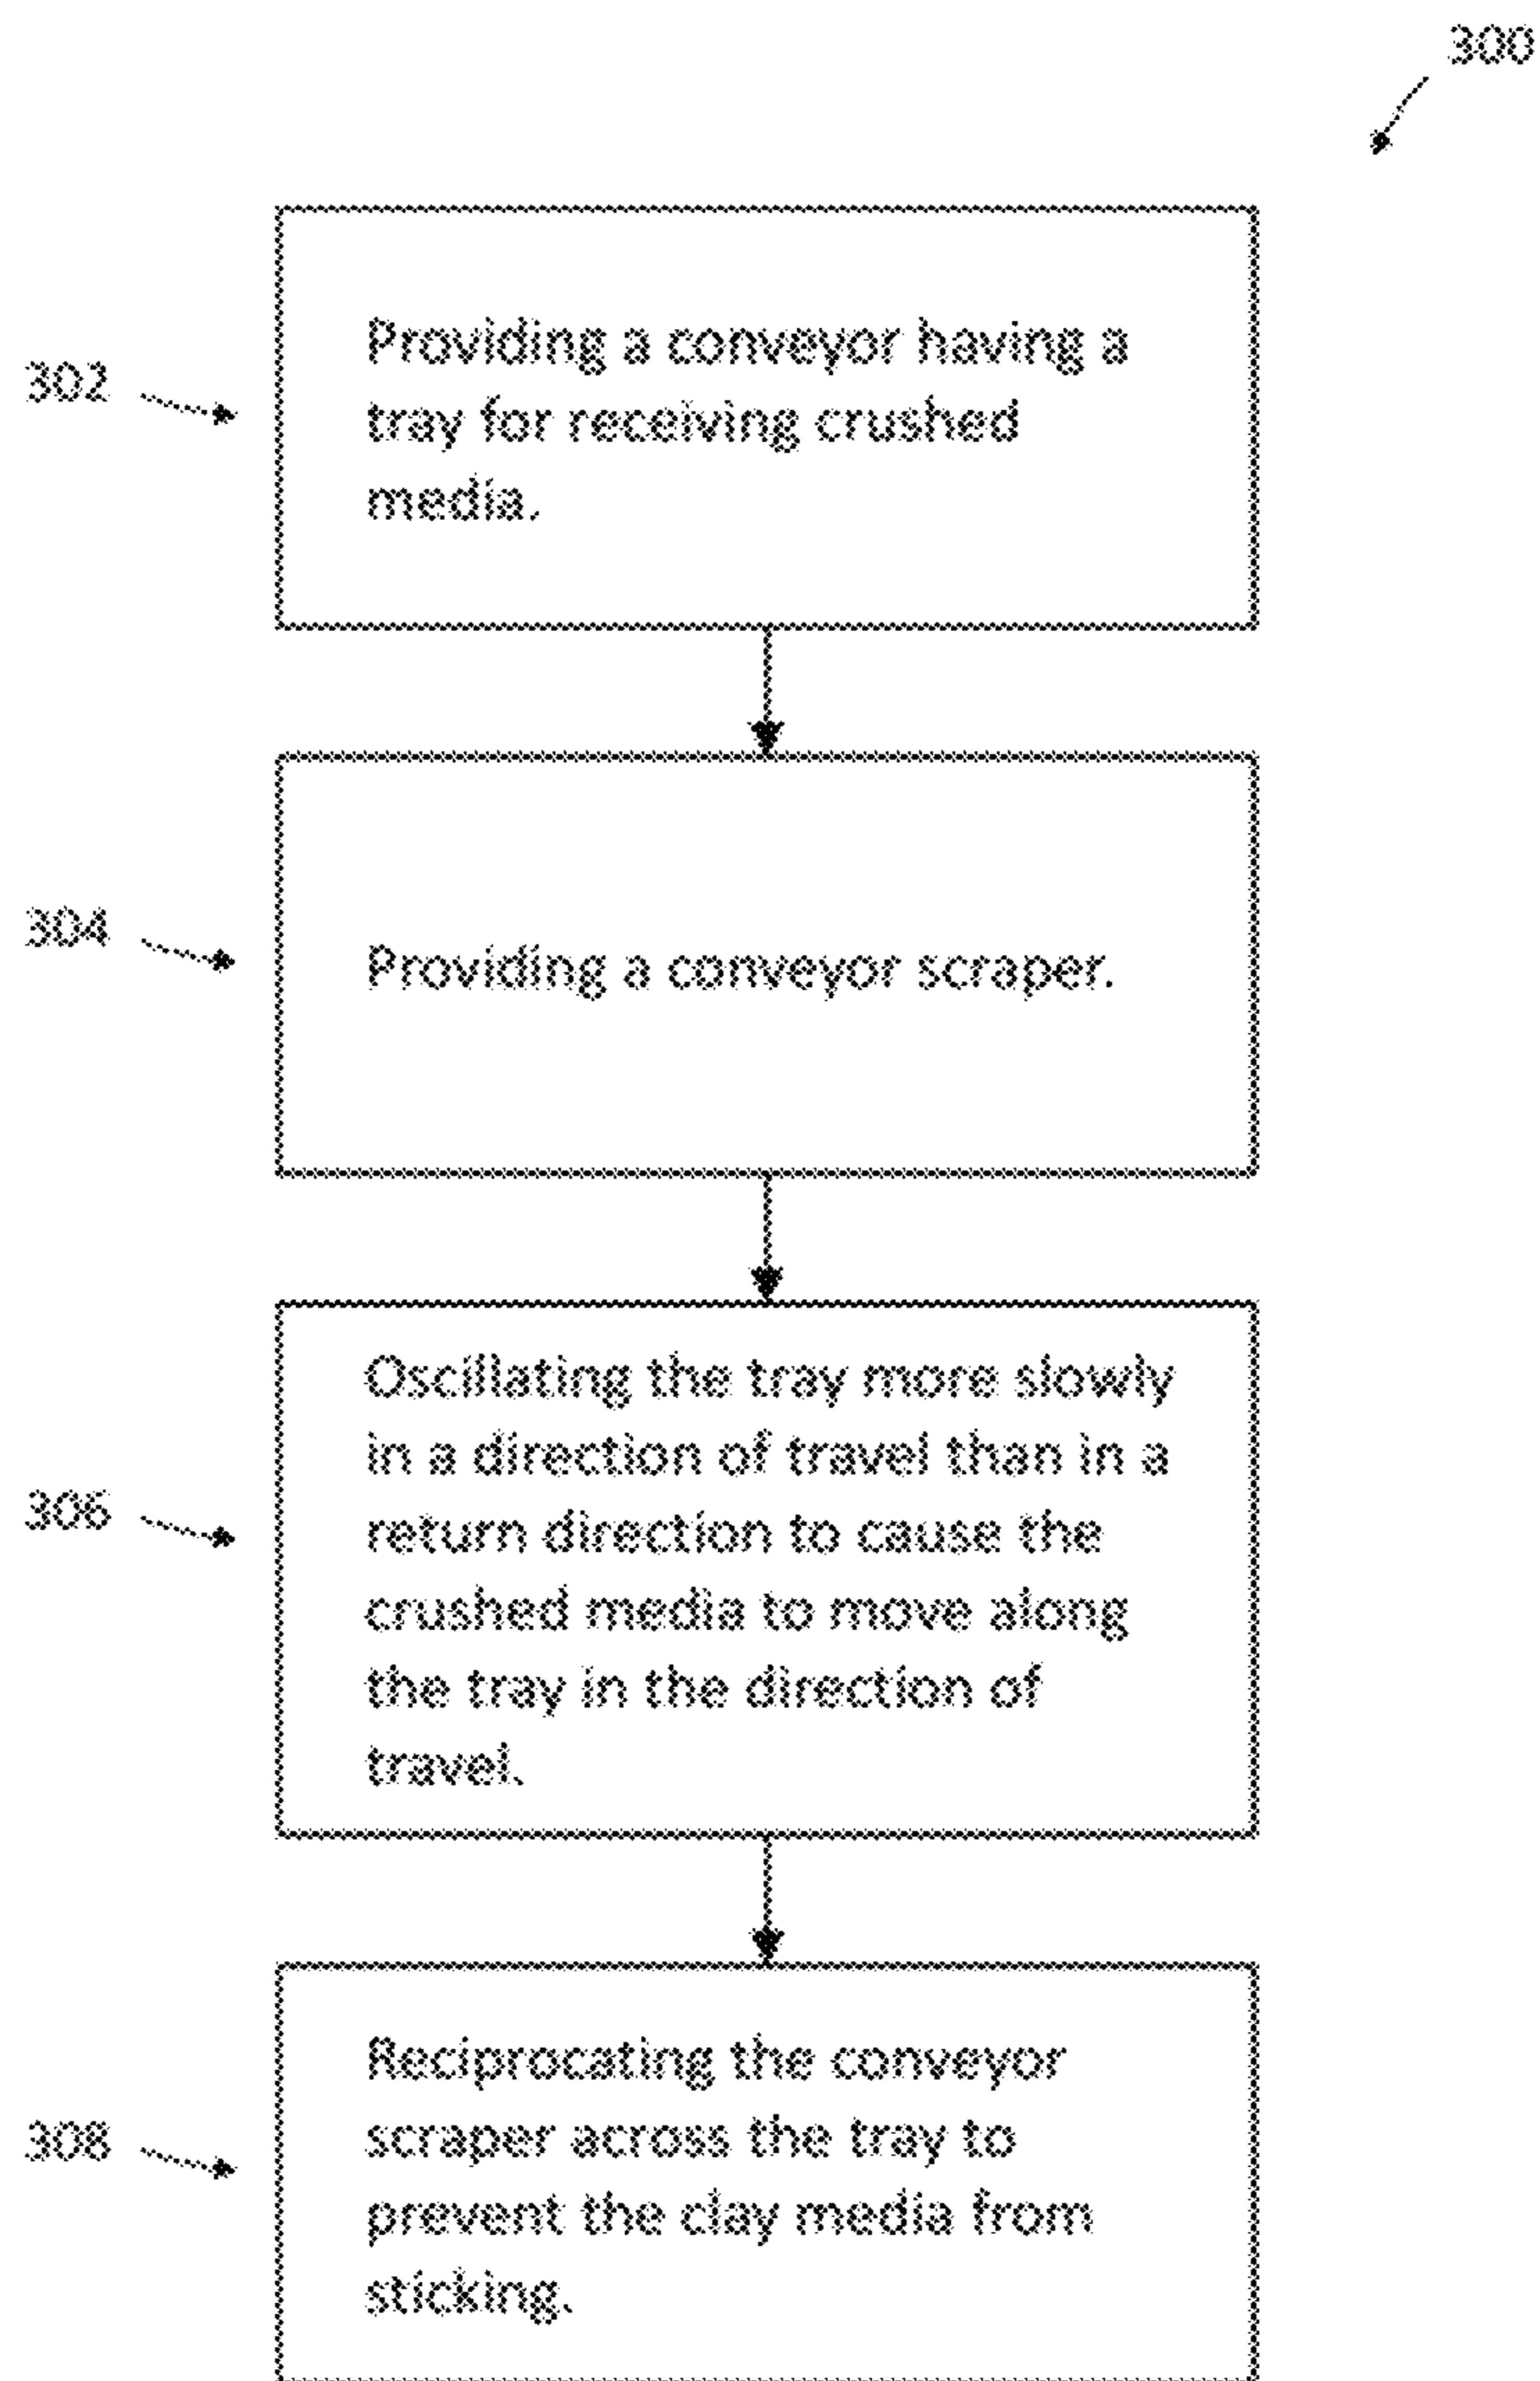 300
302
Providing a conveyor having a
tray for receiving crushed
media.
304
Providing a conveyor scraper.
306
Oscillating the tray more slowly
in a direction of travel than in a
return direction to cause the
crushed media to move along
the tray in the direction of
travel.
308
Reciprocating the conveyor
scraper across the tray to
prevent the clay media from
sticking.